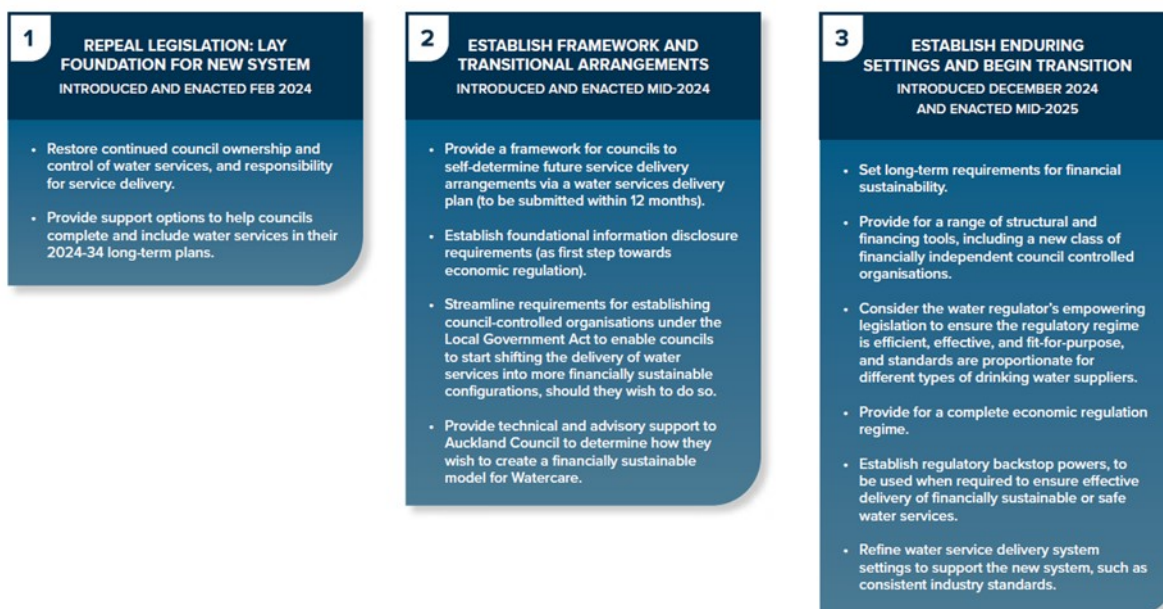 1
REPEAL LEGISLATION: LAY
FOUNDATION FOR NEW SYSTEM
INTRODUCED AND ENACTED FEB 2024
• Restore continued council ownership and
control of water services, and responsibility
for service delivery.
• Provide support options to help councils
complete and include water services in their
2024-34 long-term plans.
2
ESTABLISH FRAMEWORK AND
TRANSITIONAL ARRANGEMENTS
INTRODUCED AND ENACTED MID-2024
• Provide a framework for councils to
self-determine future service delivery
arrangements via a water services delivery
plan (to be submitted within 12 months).
• Establish foundational information disclosure
requirements (as first step towards
economic regulation).
• Streamline requirements for establishing
council-controlled organisations under the
Local Government Act to enable councils
to start shifting the delivery of water
services into more financially sustainable
configurations, should they wish to do so.
• Provide technical and advisory support to
Auckland Council to determine how they
wish to create a financially sustainable
model for Watercare.
3
ESTABLISH ENDURING
SETTINGS AND BEGIN TRANSITION
INTRODUCED DECEMBER 2024
AND ENACTED MID-2025
• Set long-term requirements for financial
sustainability.
• Provide for a range of structural and
financing tools, including a new class of
financially independent council controlled
organisations.
• Consider the water regulator's empowering
legislation to ensure the regulatory regime
is efficient, effective, and fit-for-purpose,
and standards are proportionate for
different types of drinking water suppliers.
• Provide for a complete economic regulation
regime.
• Establish regulatory backstop powers, to
be used when required to ensure effective
delivery of financially sustainable or safe
water services.
• Refine water service delivery system
settings to support the new system, such as
consistent industry standards.